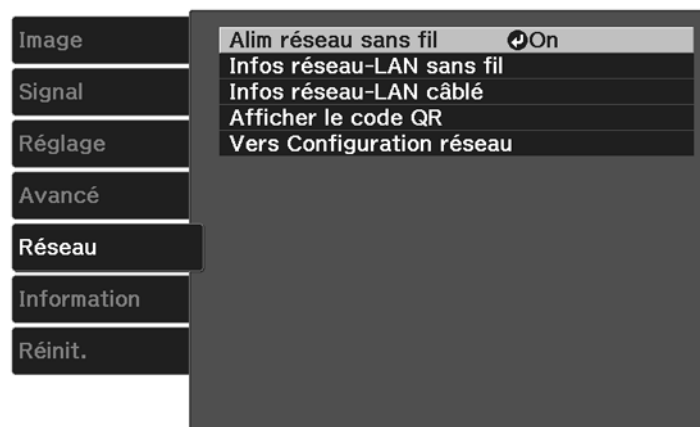 Image
Signal
Réglage
Avancé
Réseau
Information
Réinit.
Alim réseau sans fil On
Infos réseau-LAN sans fil
Infos réseau-LAN câblé
Afficher le code QR
Vers Configuration réseau